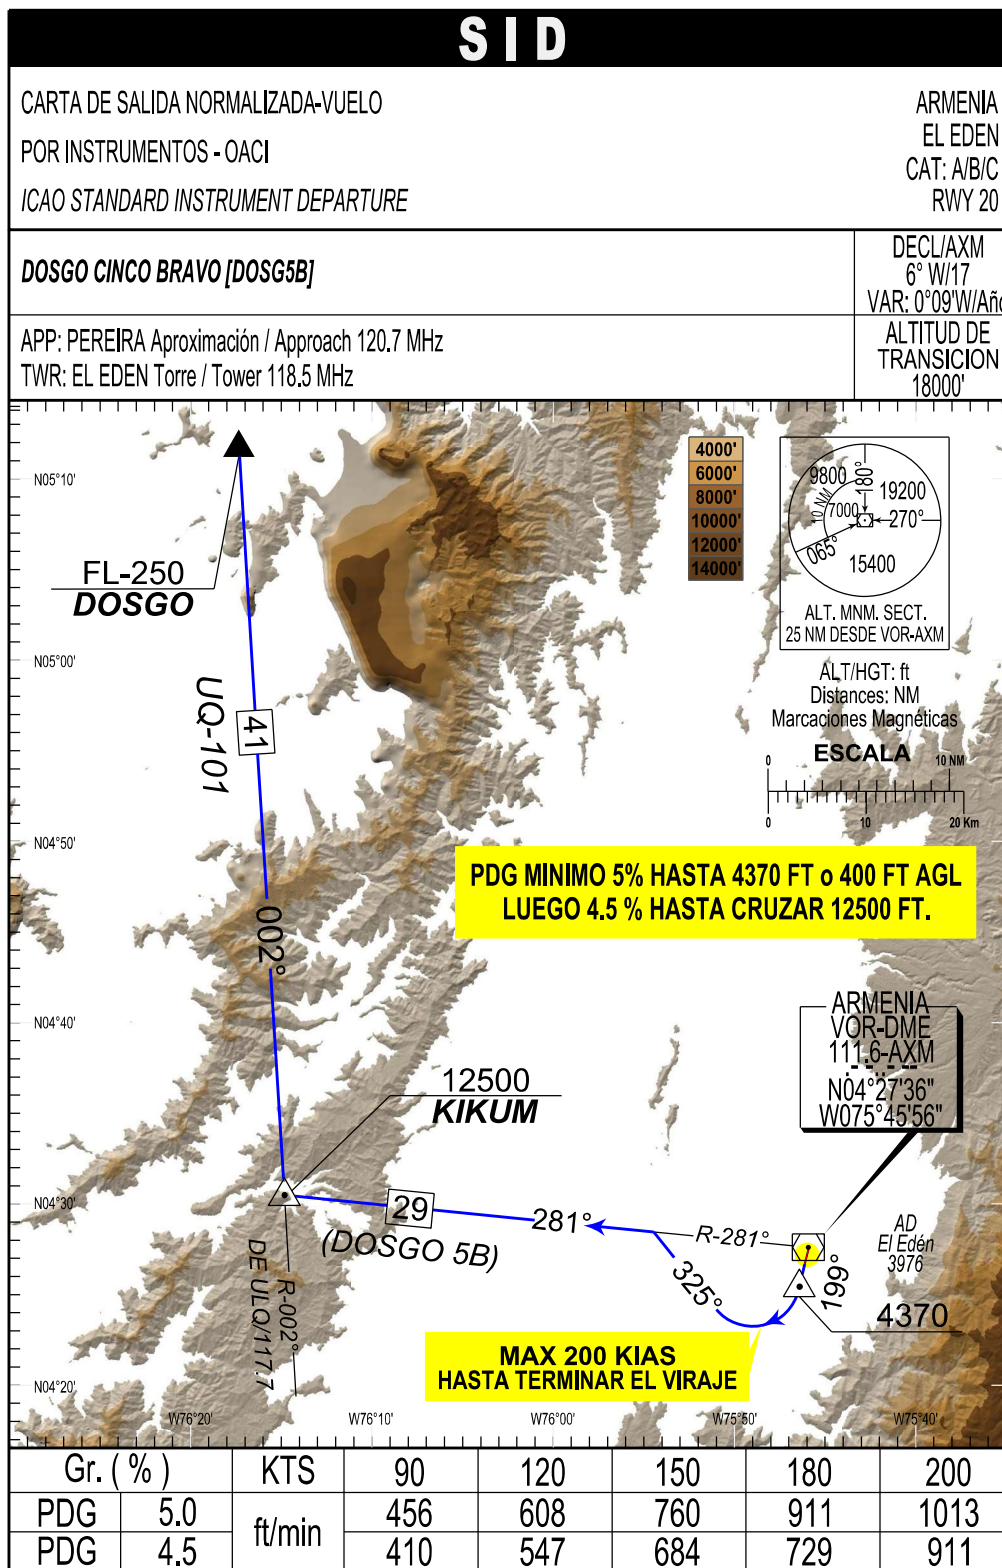 SID
CARTA DE SALIDA NORMALIZADA-VUELO
POR INSTRUMENTOS - OACI
ICAO STANDARD INSTRUMENT DEPARTURE
ARMENIA
EL EDEN
CAT: A/B/C
RWY 20
DOSGO CINCO BRAVO [DOSG5B]
DECL/AXM
6° W/17
VAR: 0°09'W/Año
APP: PEREIRA Aproximación / Approach 120.7 MHz
TWR: EL EDEN Torre / Tower 118.5 MHz
ALTITUD DE
TRANSICION
18000'
4000'
6000'
8000'
10000'
12000'
14000'
9800
180°
19200
10 NM
7000
270°
065°
15400
ALT. MNM. SECT.
25 NM DESDE VOR-AXM
N05°10'
FL-250
DOSGO
N05°00'
ALT/HGT: ft
Distances: NM
Marcaciones Magnéticas
ESCALA
0
10 NM
0
10
20 Km
UQ-101
41
N04°50'
PDG MINIMO 5% HASTA 4370 FT o 400 FT AGL
LUEGO 4.5 % HASTA CRUZAR 12500 FT.
002°
N04°40'
ARMENIA
VOR-DME
111.6-AXM
N04°27'36"
W075°45'56"
12500
KIKUM
N04°30'
29
(DOSGO 5B)
281°
R-281°
AD
El Edén
3976
325°
199°
4370
R-002°
DE ULQ/117.7
MAX 200 KIAS
HASTA TERMINAR EL VIRAJE
N04°20'
W76°20'
W76°10'
W76°00'
W75°50'
W75°40'
Gr. ( % )
KTS
90
120
150
180
200
PDG
5.0
ft/min
456
608
760
911
1013
PDG
4.5
410
547
684
729
911